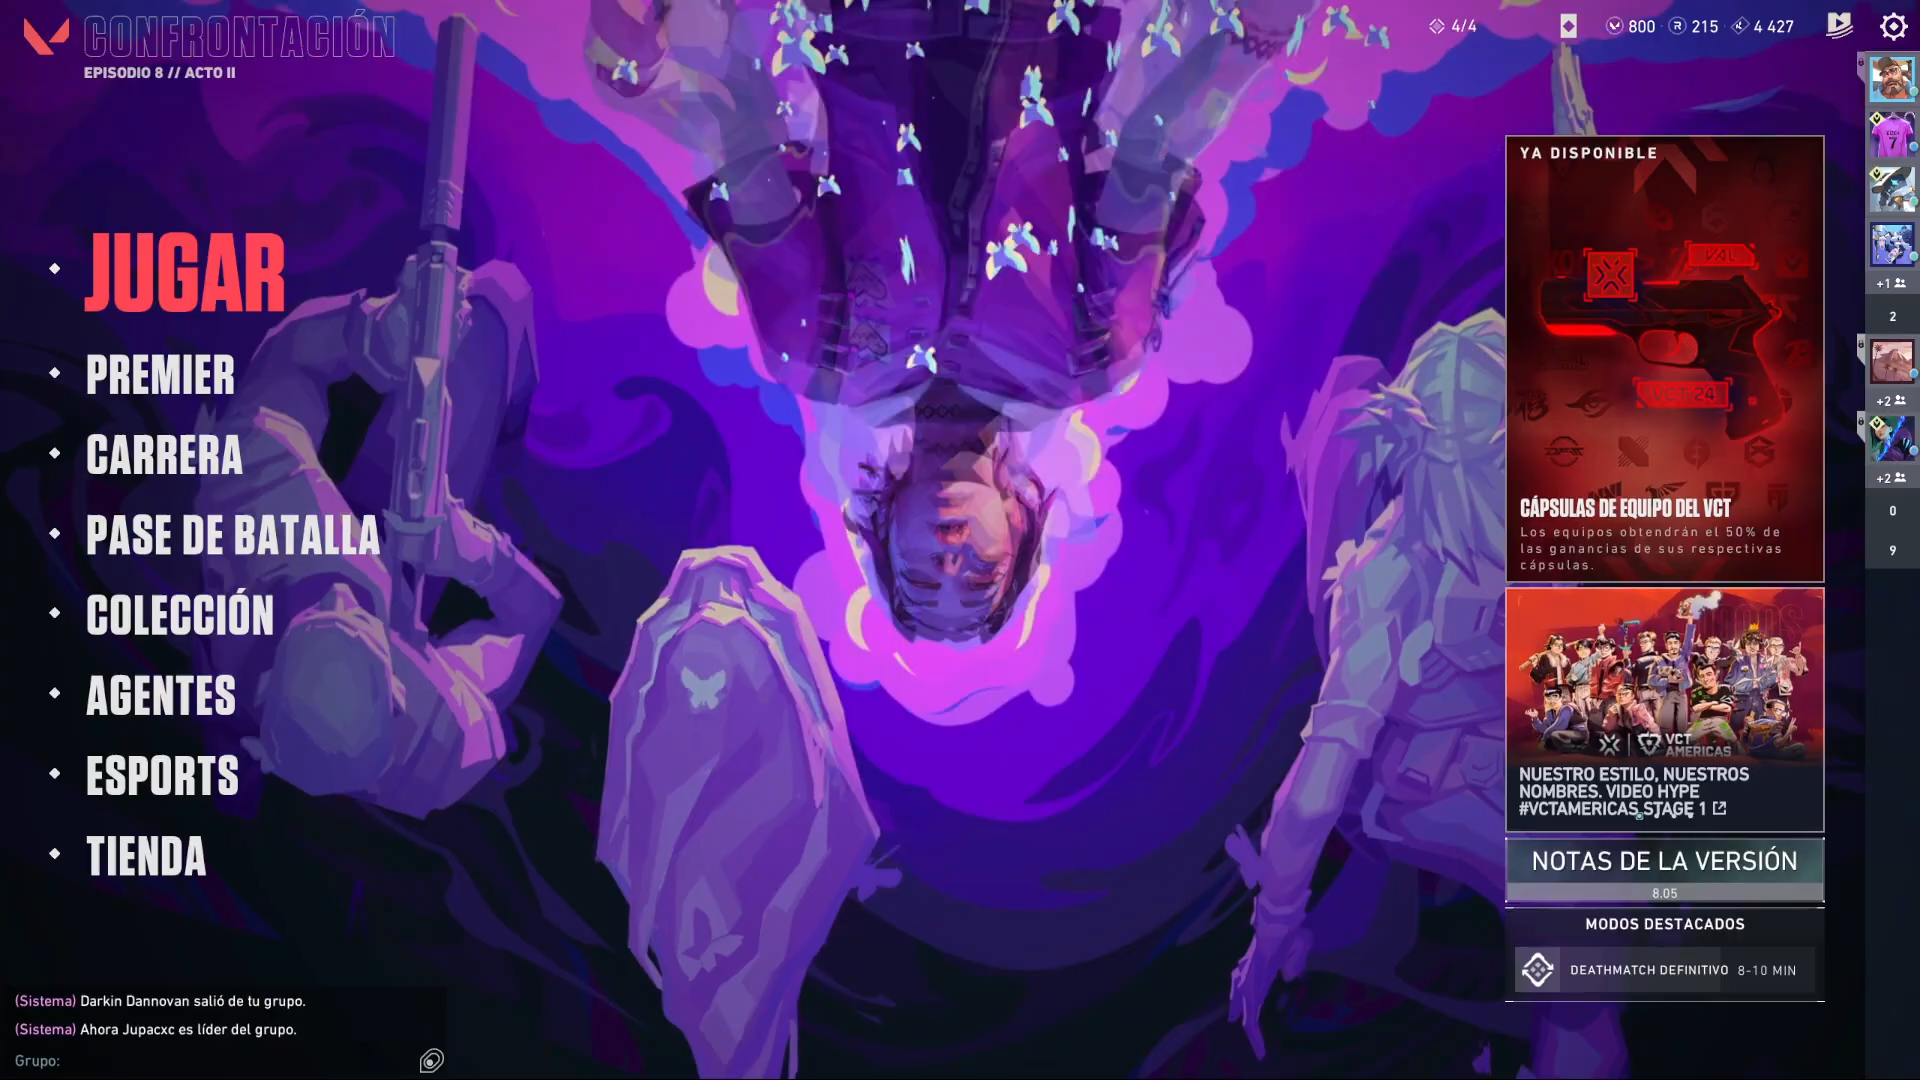 CONFRONTACIÓN
EPISODIO 8 // ACTO II
4/4
800
R 215
4 427
JUGAR
PREMIER
CARRERA
PASE DE BATALLA
COLECCIÓN
AGENTES
ESPORTS
TIENDA
YA DISPONIBLE
VAL
VCT 24
CÁPSULAS DE EQUIPO DEL VCT
Los equipos obtendrán el 50% de
las ganancias de sus respectivas
cápsulas.
VCT
AMERICAS
NUESTRO ESTILO, NUESTROS
NOMBRES. VIDEO HYPE
#VCTAMERICAS STAGE 1
NOTAS DE LA VERSIÓN
8.05
MODOS DESTACADOS
DEATHMATCH DEFINITIVO 8-10 MIN
7
+1
2
+2
+2
0
9
(Sistema) Darkin Dannovan salió de tu grupo.
(Sistema) Ahora Jupacxc es líder del grupo.
Grupo: